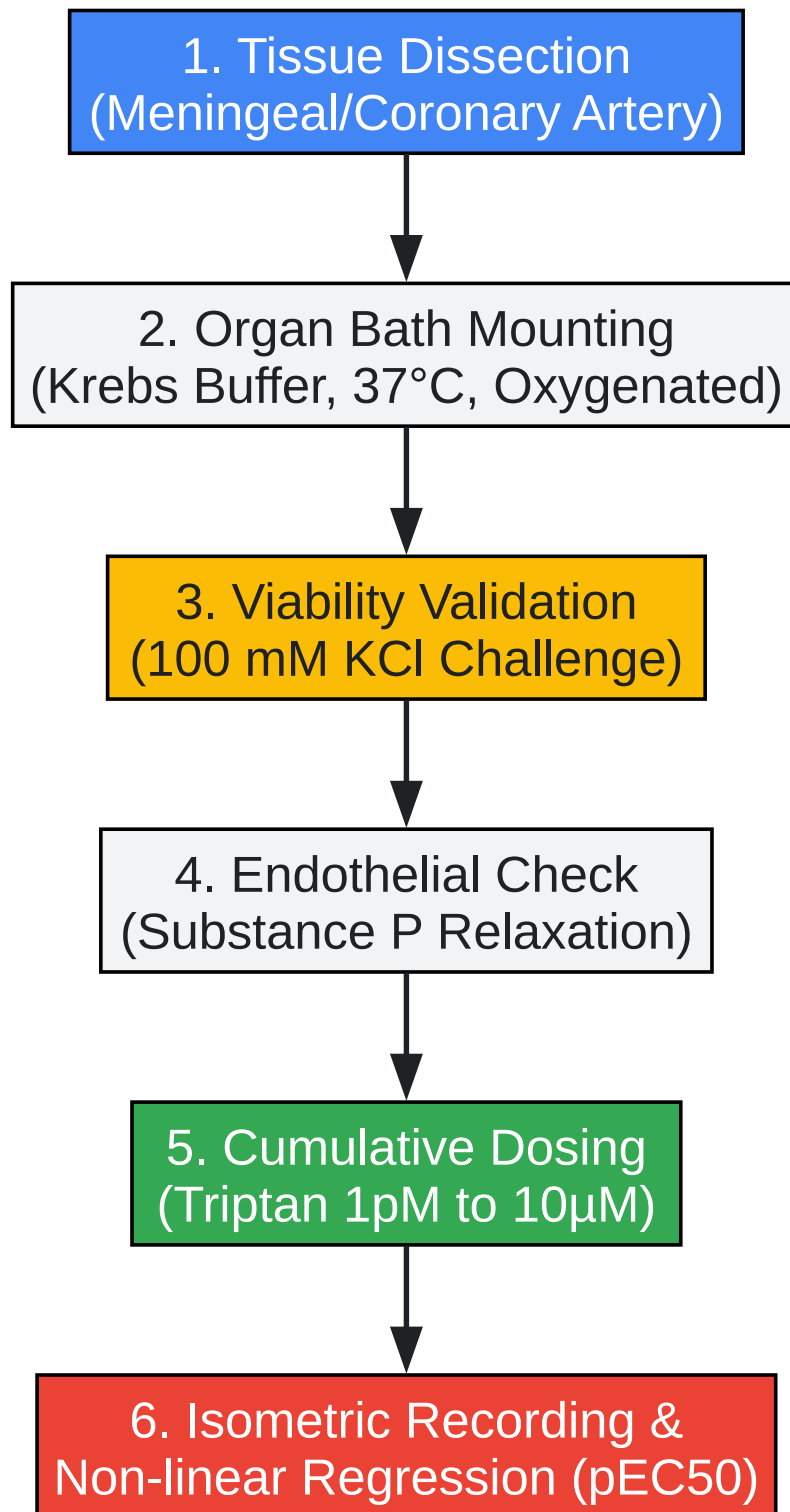 1. Tissue Dissection
(Meningeal/Coronary Artery)
2. Organ Bath Mounting
(Krebs Buffer, 37°C, Oxygenated)
3. Viability Validation
(100 mM KCl Challenge)
4. Endothelial Check
(Substance P Relaxation)
5. Cumulative Dosing
(Triptan 1pM to 10µM)
6. Isometric Recording &
Non-linear Regression (pEC50)